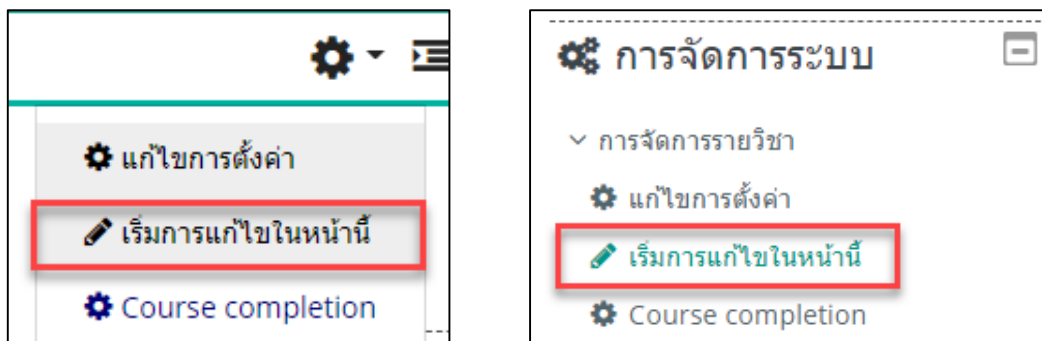 แก้ไขการตั้งค่า
เริ่มการแก้ไขในหน้านี้
Course completion
การจัดการระบบ
การจัดการรายวิชา
แก้ไขการตั้งค่า
เริ่มการแก้ไขในหน้านี้
Course completion